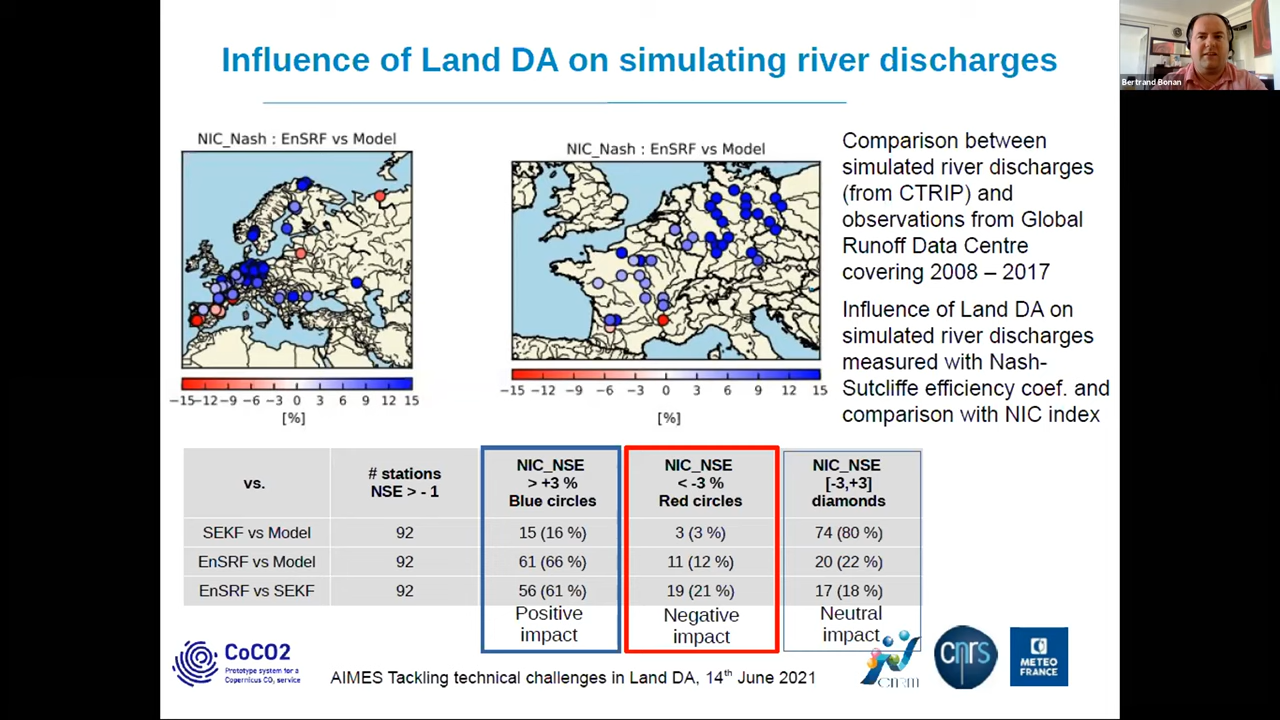 Influence of Land DA on simulating river discharges
Bertrand Bonan
NIC_Nash : EnSRF vs Model
−15−12−9 −6 −3 0 3 6 9 12 15
[%]
NIC_Nash : EnSRF vs Model
−15−12 −9 −6 −3 0 3 6 9 12 15
[%]
Comparison between
simulated river discharges
(from CTRIP) and
observations from Global
Runoff Data Centre
covering 2008 – 2017
Influence of Land DA on
simulated river discharges
measured with Nash-
Sutcliffe efficiency coef. and
comparison with NIC index
vs.
# stations
NSE > - 1
NIC_NSE
> +3 %
Blue circles
NIC_NSE
< -3 %
Red circles
NIC_NSE
[-3,+3]
diamonds
SEKF vs Model 92 15 (16 %) 3 (3 %) 74 (80 %)
EnSRF vs Model 92 61 (66 %) 11 (12 %) 20 (22 %)
EnSRF vs SEKF 92 56 (61 %) 19 (21 %) 17 (18 %)
Positive
impact
Negative
impact
Neutral
impact
CoCO2
Prototype system for a
Copernicus CO₂ service
AIMES Tackling technical challenges in Land DA, 14th June 2021
CNRM
cnrs
METEO
FRANCE